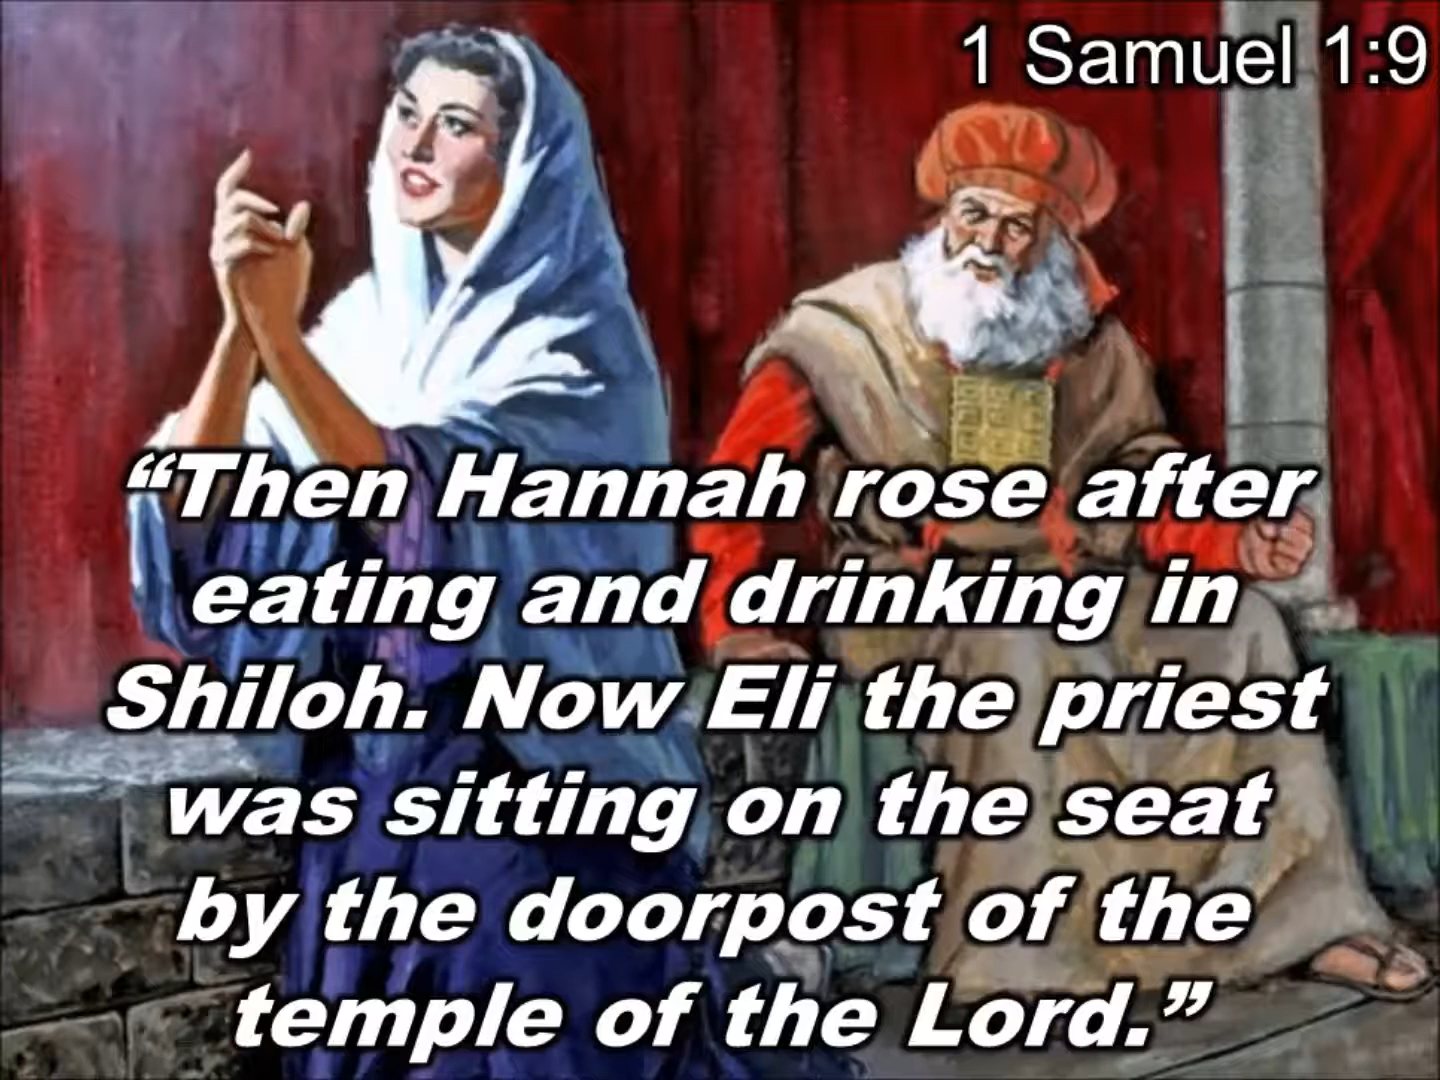 1 Samuel 1:9
“Then Hannah rose after
eating and drinking in
Shiloh. Now Eli the priest
was sitting on the seat
by the doorpost of the
temple of the Lord.”